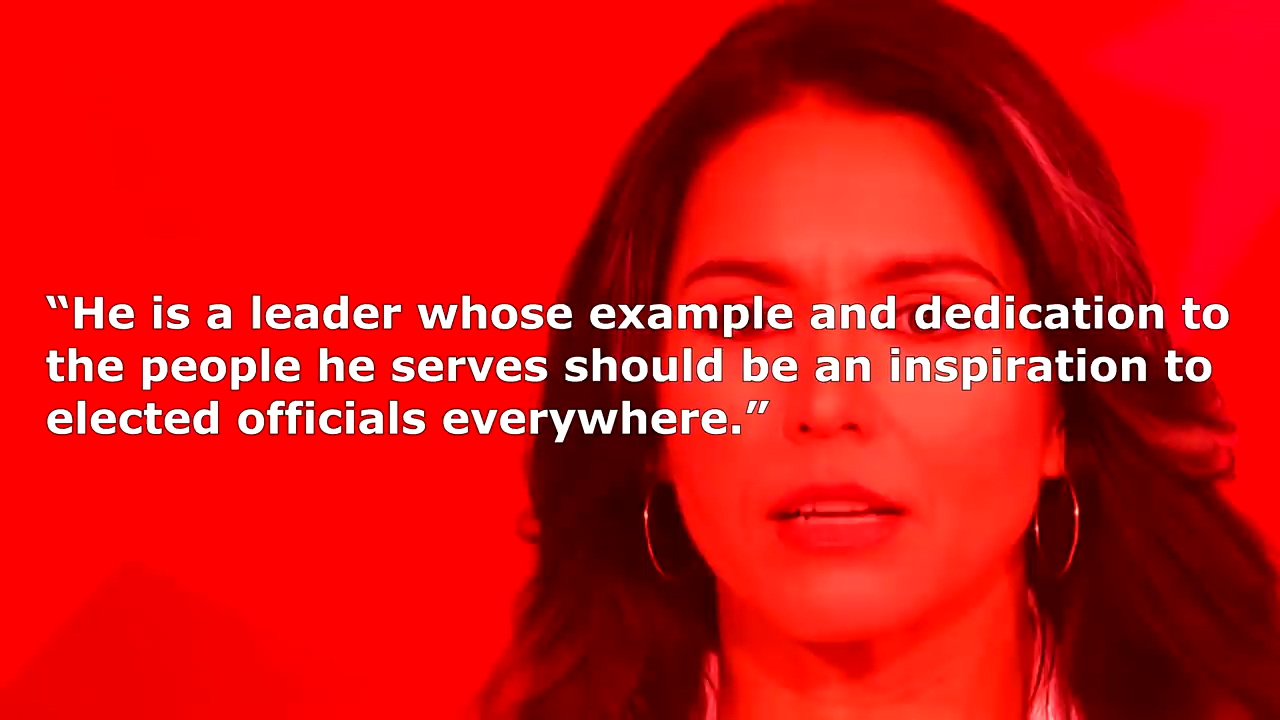 “He is a leader whose example and dedication to
the people he serves should be an inspiration to
elected officials everywhere.”